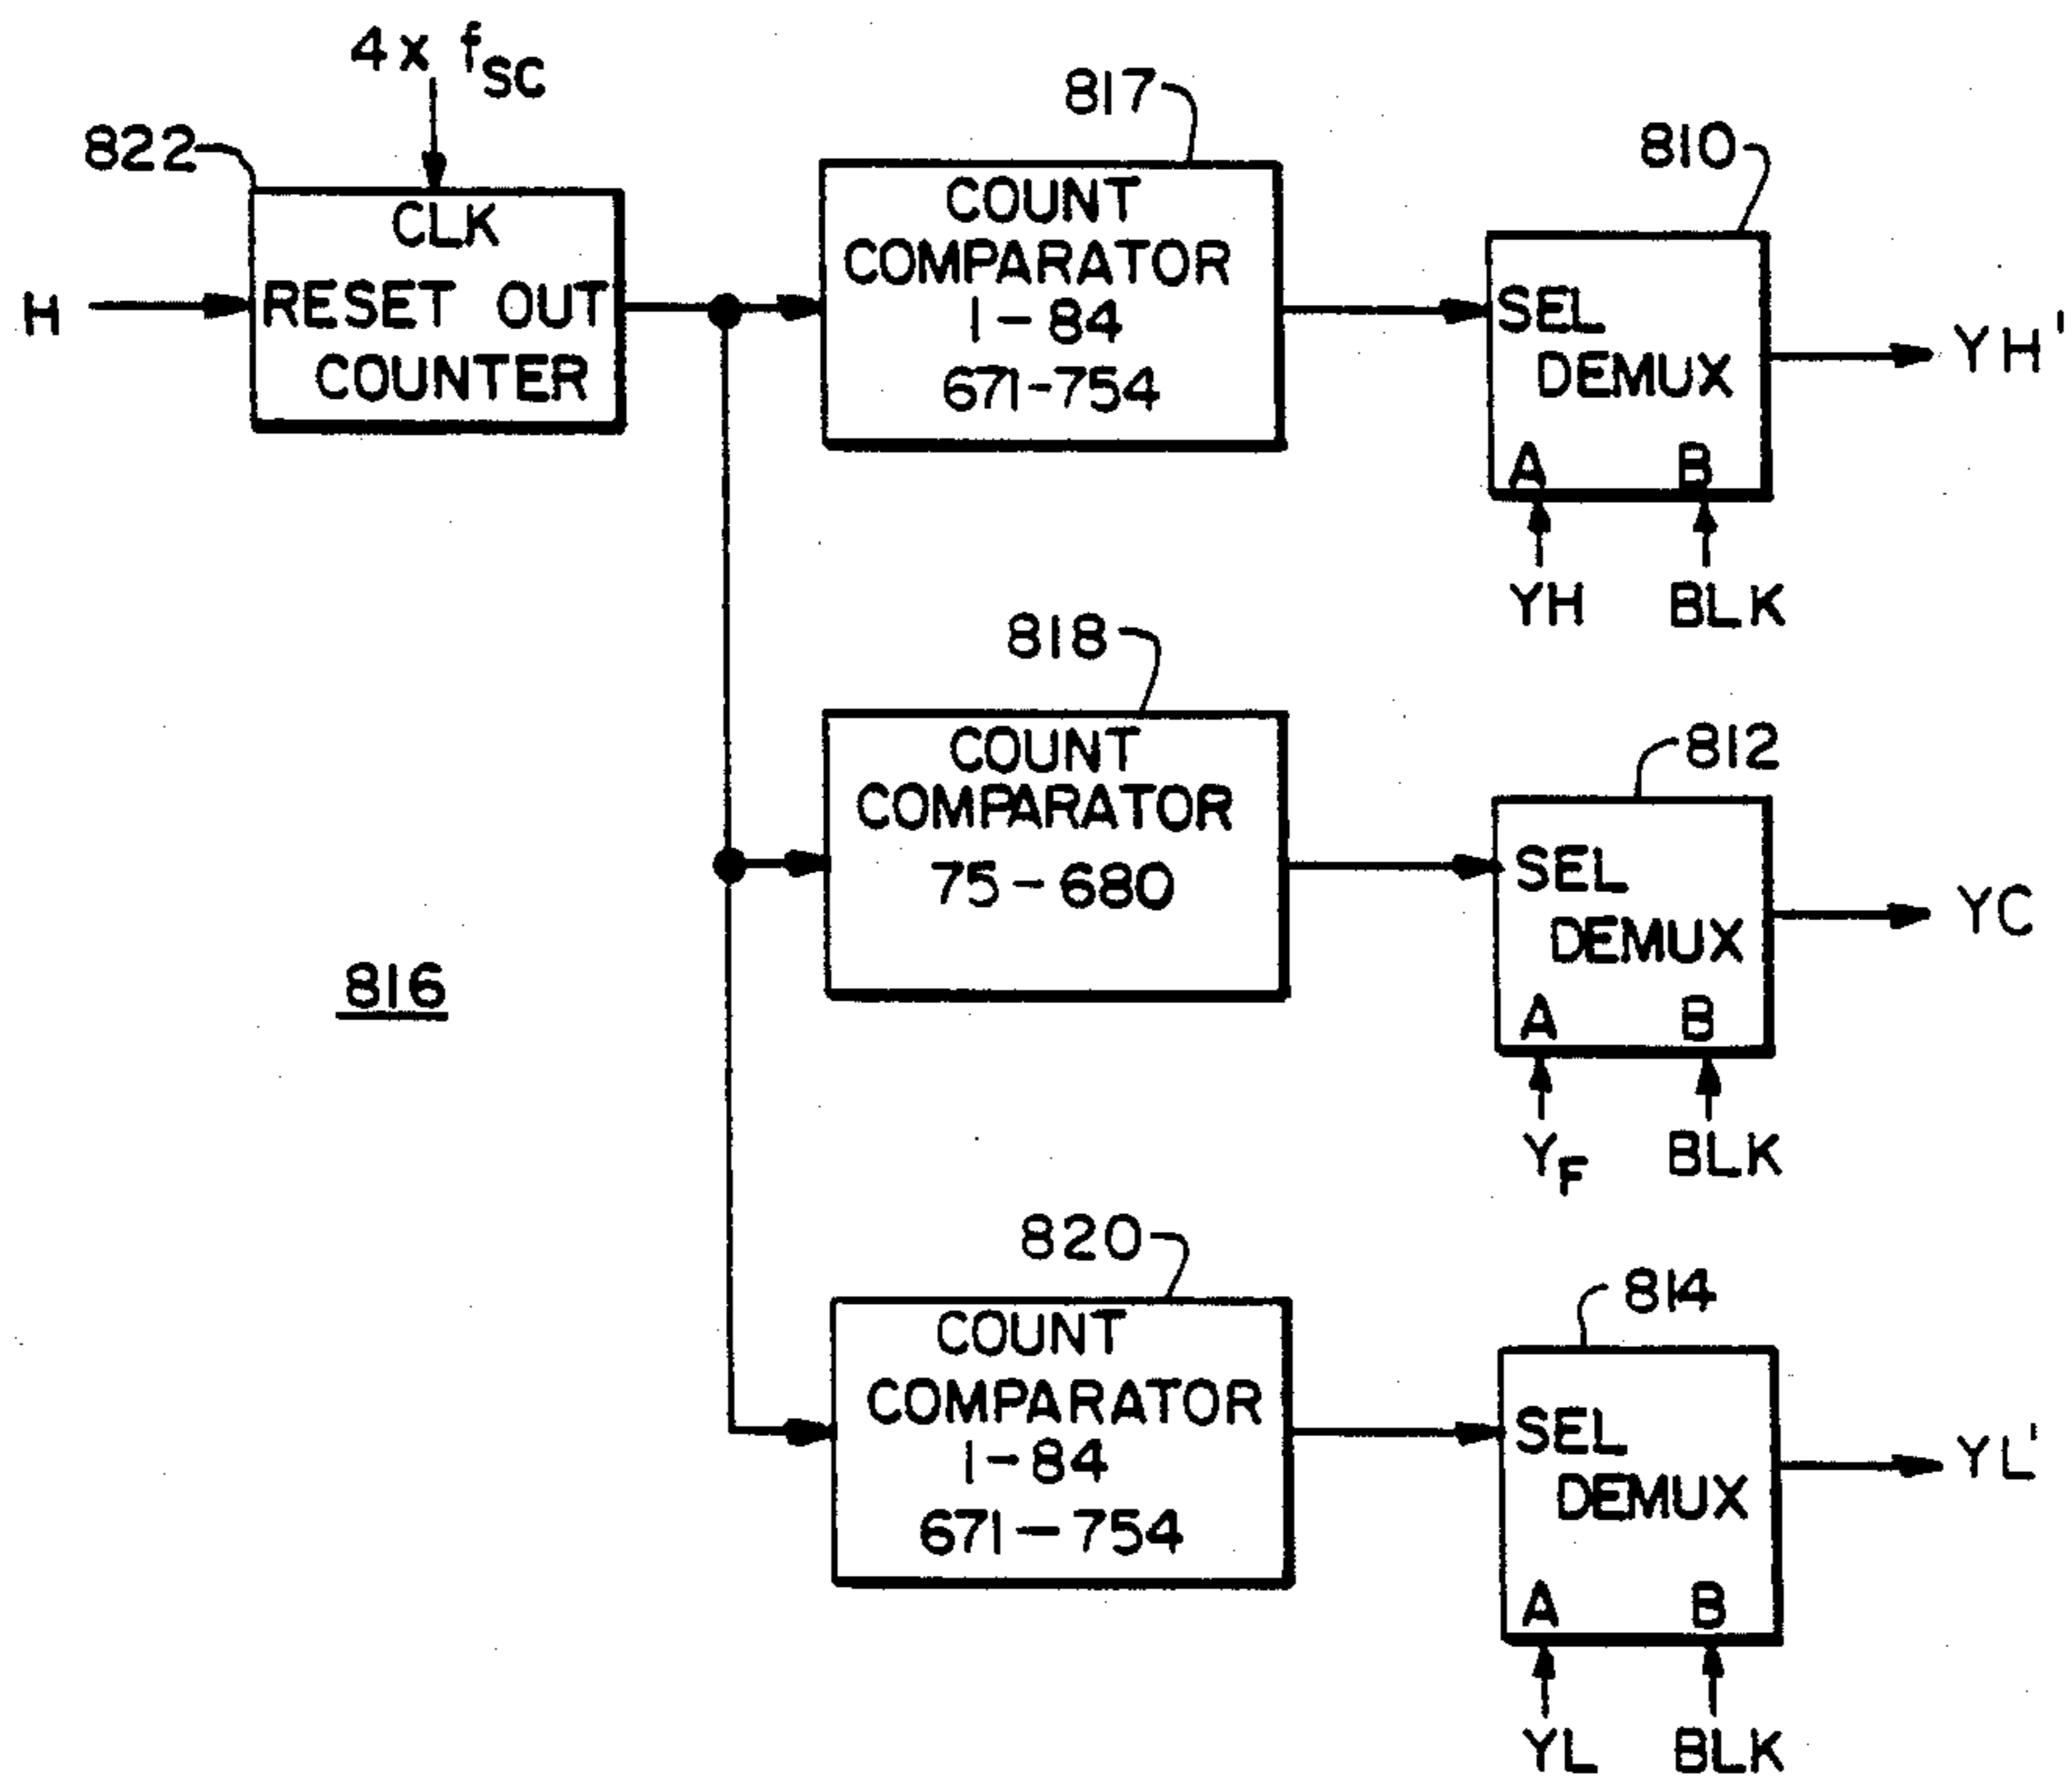 4x fSC
822
CLK
RESET OUT
COUNTER
H
817
COUNT
COMPARATOR
1-84
671-754
810
SEL
DEMUX
A B
YH BLK
YH'
818
COUNT
COMPARATOR
75-680
812
SEL
DEMUX
A B
YF BLK
YC
816
820
COUNT
COMPARATOR
1-84
671-754
814
SEL
DEMUX
A B
YL BLK
YL'